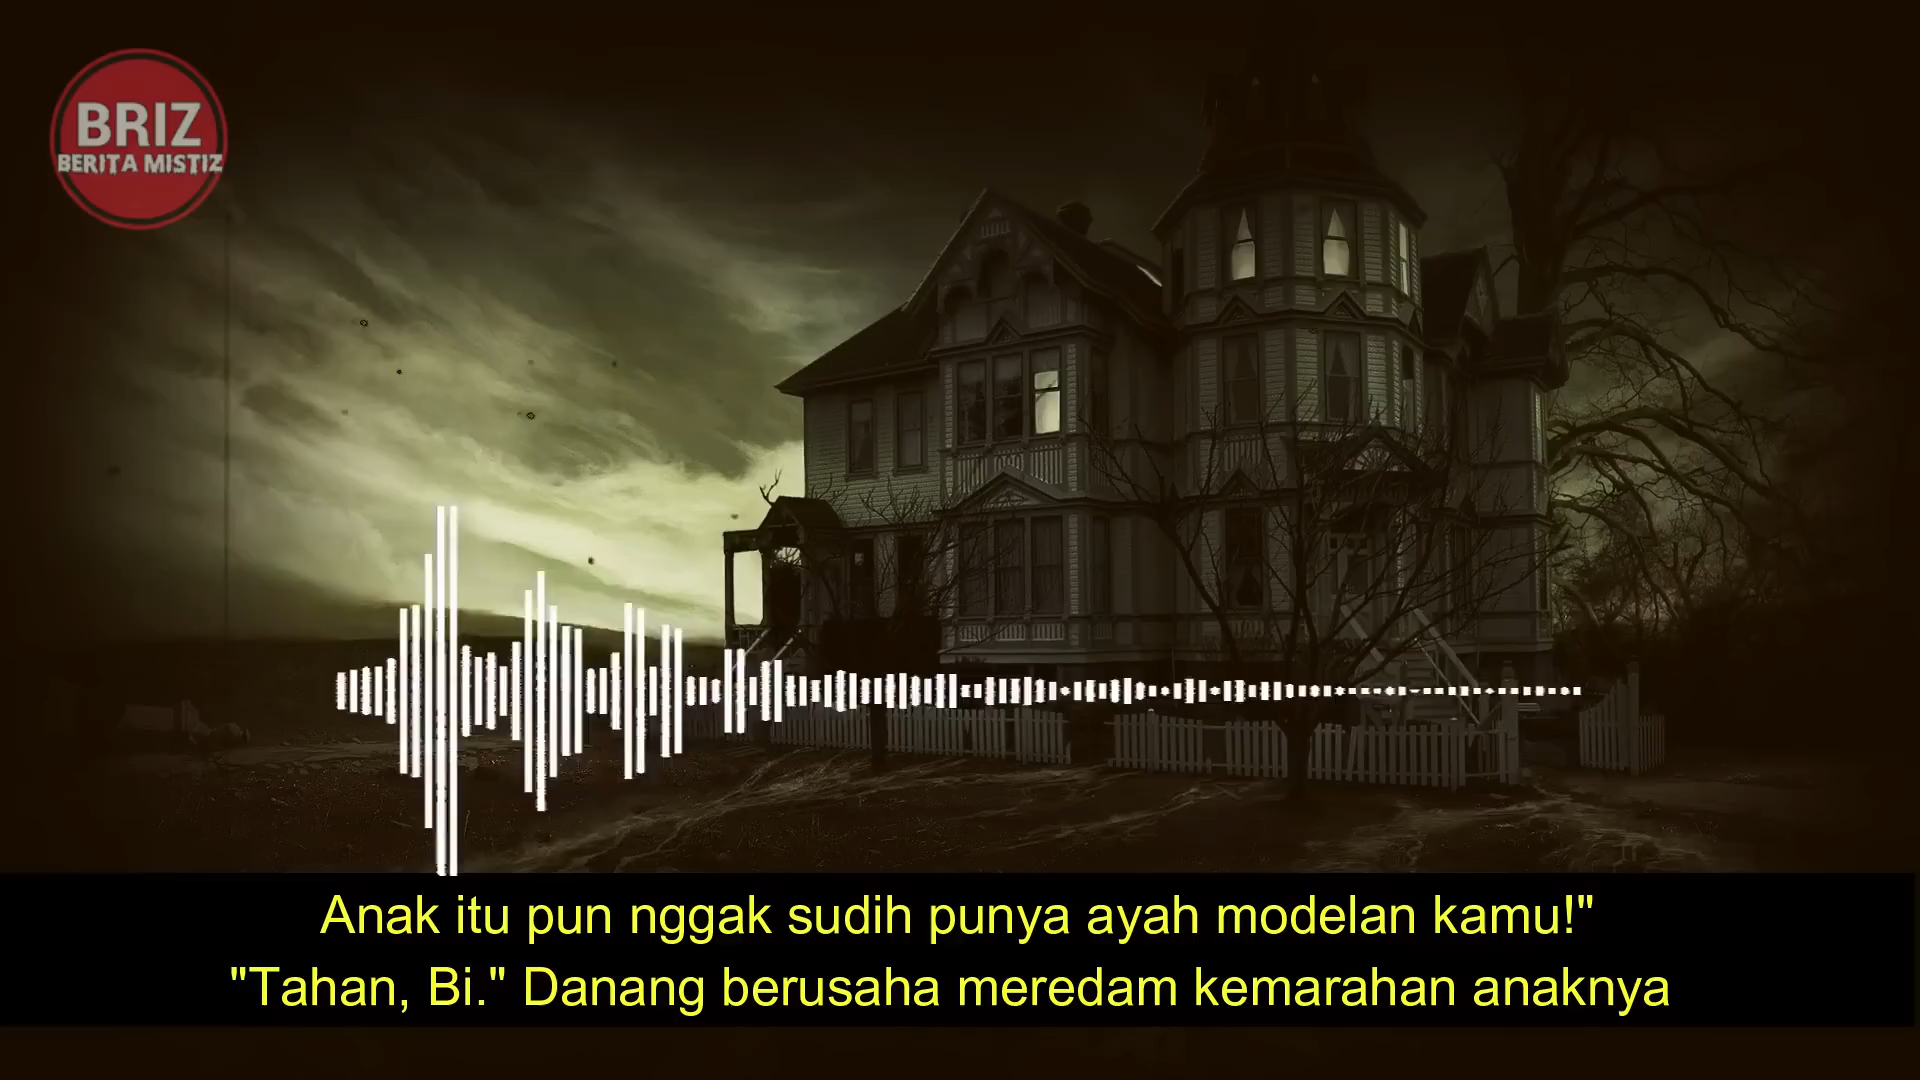 BRIZ
BERITA MISTIZ
Anak itu pun nggak sudih punya ayah modelan kamu!"
"Tahan, Bi." Danang berusaha meredam kemarahan anaknya